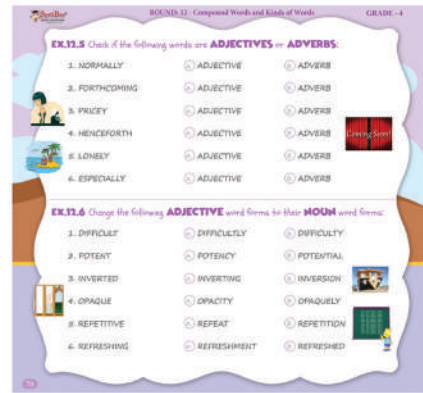 SpellBee
ROUND: 12 - Compound Words and Kinds of Words
GRADE - 4
EX.12.5 Check if the following words are ADJECTIVES or ADVERBS:
1. NORMALLY a. ADJECTIVE b. ADVERB
2. FORTHCOMING a. ADJECTIVE b. ADVERB
3. PRICEY a. ADJECTIVE b. ADVERB
4. HENCEFORTH a. ADJECTIVE b. ADVERB
Coming Soon!
5. LONELY a. ADJECTIVE b. ADVERB
6. ESPECIALLY a. ADJECTIVE b. ADVERB
EX.12.6 Change the following ADJECTIVE word forms to their NOUN word forms:
1. DIFFICULT a. DIFFICULTLY b. DIFFICULTY
2. POTENT a. POTENCY b. POTENTIAL
3. INVERTED a. INVERTING b. INVERSION
4. OPAQUE a. OPACITY b. OPAQUELY
5. REPETITIVE a. REPEAT b. REPETITION
6. REFRESHING a. REFRESHMENT b. REFRESHED